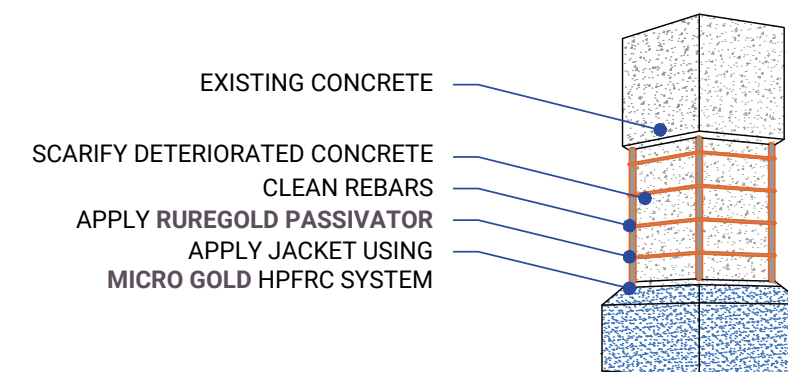 EXISTING CONCRETE
SCARIFY DETERIORATED CONCRETE
CLEAN REBARS
APPLY RUREGOLD PASSIVATOR
APPLY JACKET USING
MICRO GOLD HPFRC SYSTEM